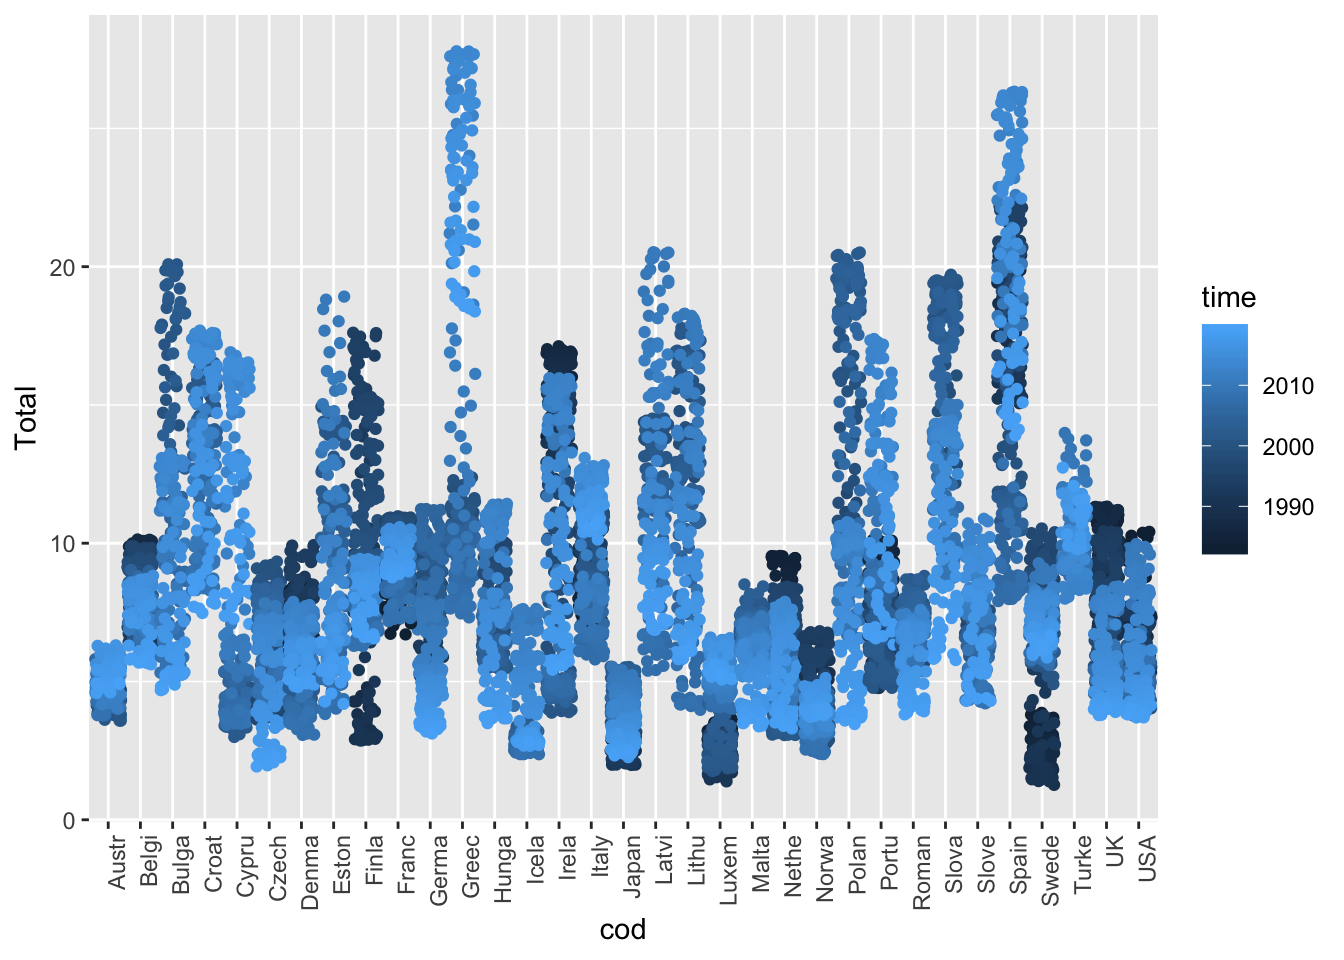 Total
20
10
0
Austr
Belgi
Bulga
Croat
Cypru
Czech
Denma
Eston
Finla
Franc
Germa
Greec
Hunga
Icela
Irela
Italy
Japan
Latvi
Lithu
Luxem
Malta
Nethe
Norwa
Polan
Portu
Roman
Slova
Slove
Spain
Swede
Turke
UK
USA
cod
time
2010
2000
1990